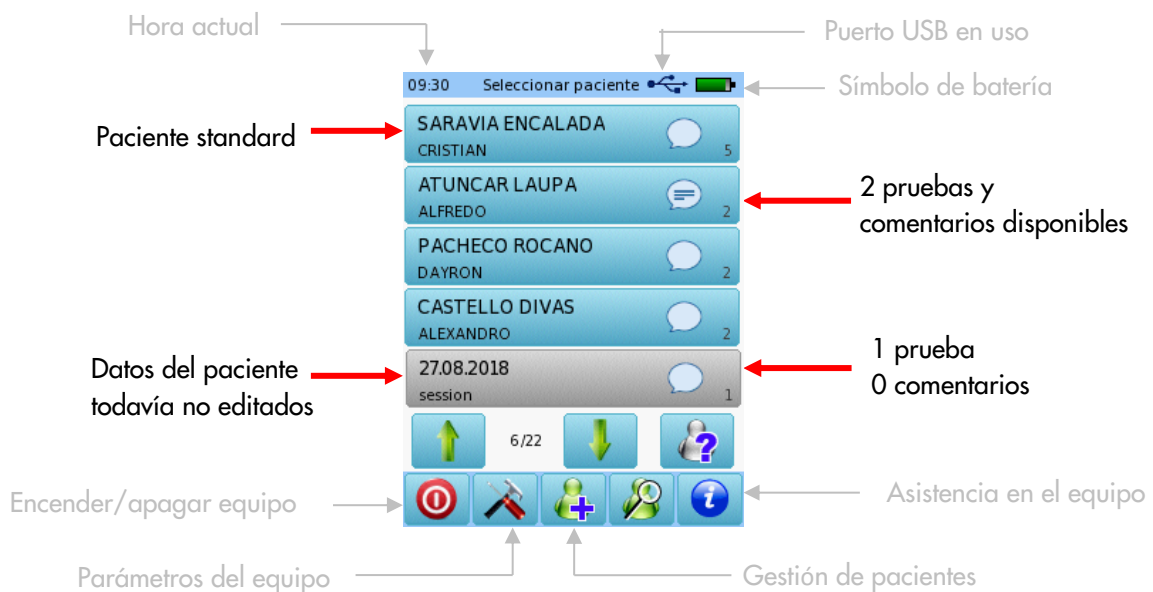 Hora actual
Puerto USB en uso
09:30 Seleccionar paciente
Símbolo de batería
Paciente standard
SARAVIA ENCALADA
CRISTIAN 5
ATUNCAR LAUPA
ALFREDO 2
2 pruebas y
comentarios disponibles
PACHECO ROCANO
DAYRON 2
CASTELLO DIVAS
ALEXANDRO 2
Datos del paciente
todavía no editados
27.08.2018
session 1
1 prueba
0 comentarios
6/22
Encender/apagar equipo
Asistencia en el equipo
Parámetros del equipo
Gestión de pacientes